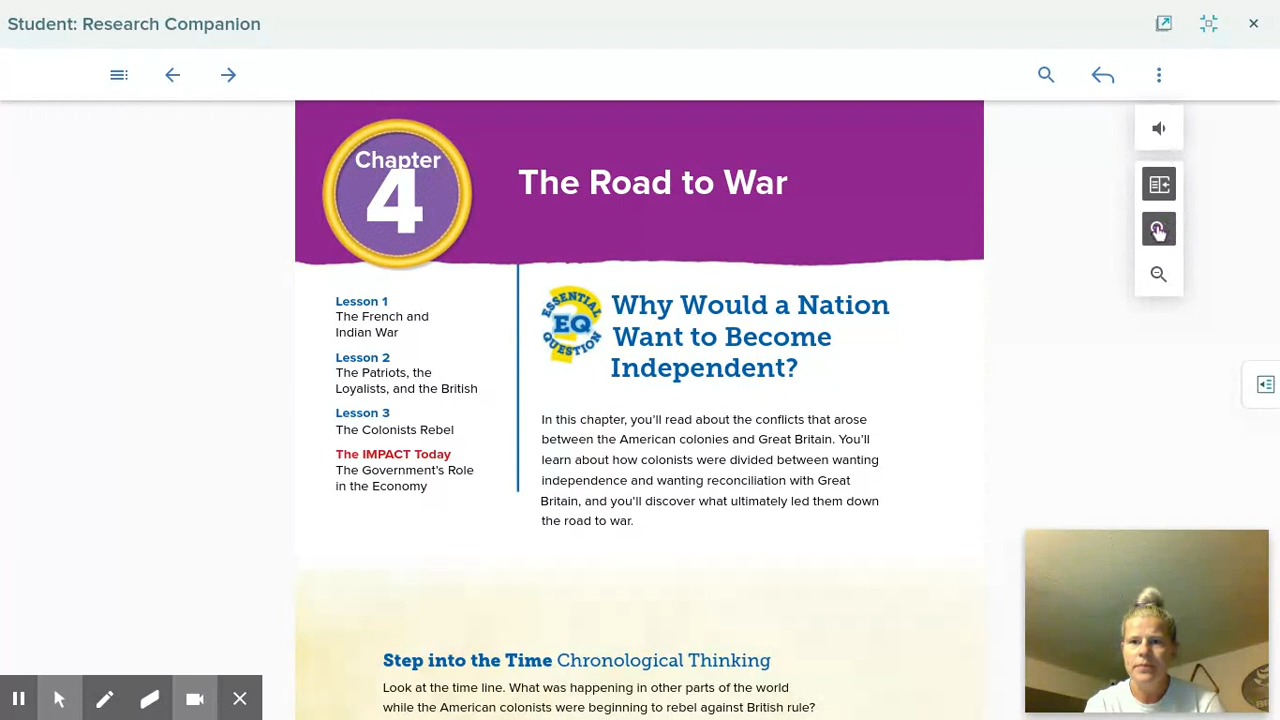 Student: Research Companion
Chapter
4
The Road to War
Lesson 1
The French and
Indian War
Lesson 2
The Patriots, the
Loyalists, and the British
Lesson 3
The Colonists Rebel
The IMPACT Today
The Government's Role
in the Economy
ESSENTIAL
EQ
QUESTION
Why Would a Nation
Want to Become
Independent?
In this chapter, you'll read about the conflicts that arose
between the American colonies and Great Britain. You'll
learn about how colonists were divided between wanting
independence and wanting reconciliation with Great
Britain, and you'll discover what ultimately led them down
the road to war.
Step into the Time Chronological Thinking
Look at the time line. What was happening in other parts of the world
while the American colonists were beginning to rebel against British rule?